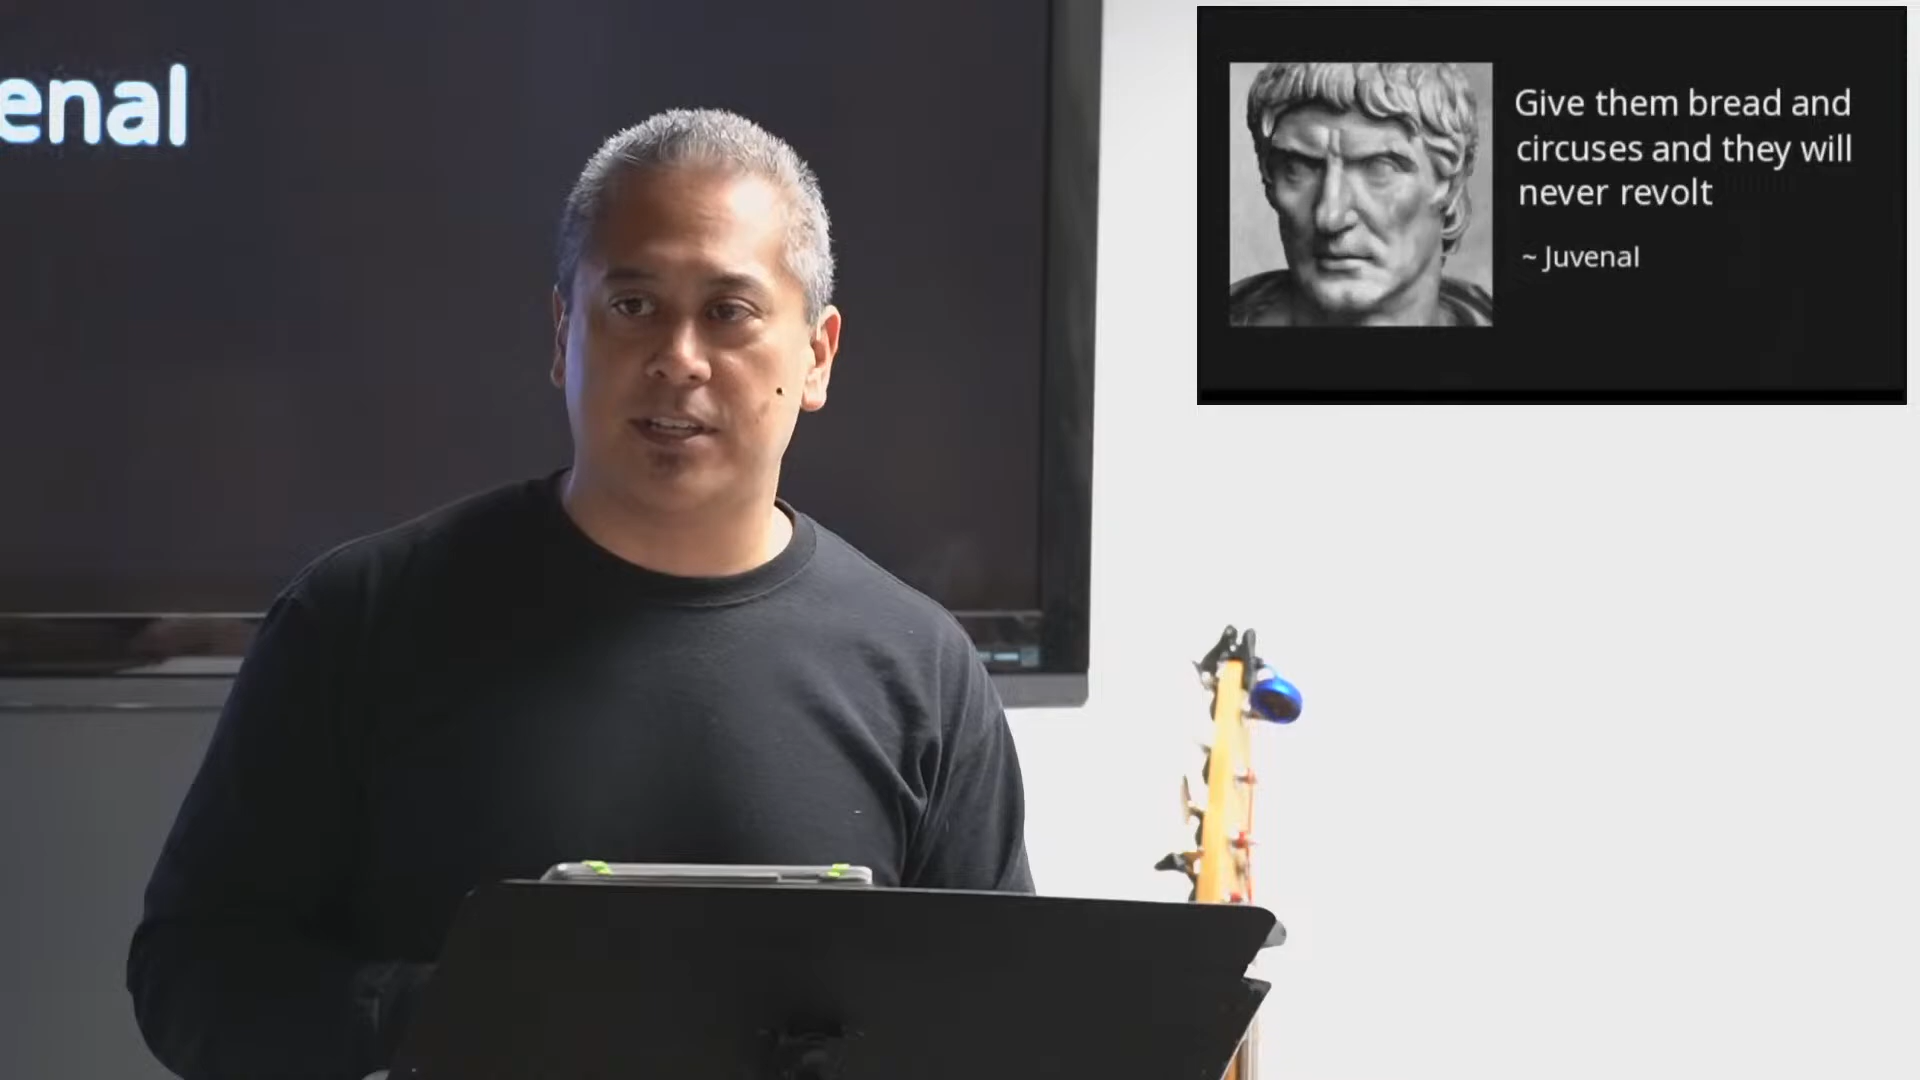 enal
Give them bread and
circuses and they will
never revolt
~ Juvenal